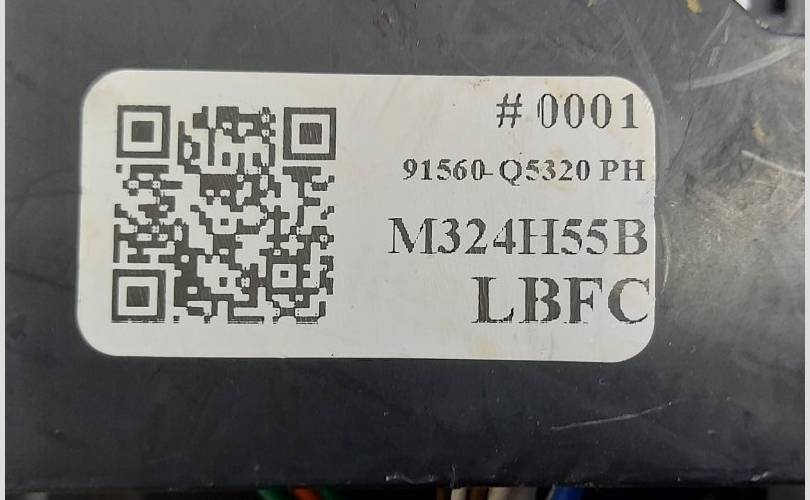 # 0001
91560-Q5320 PH
M324H55B
LBFC